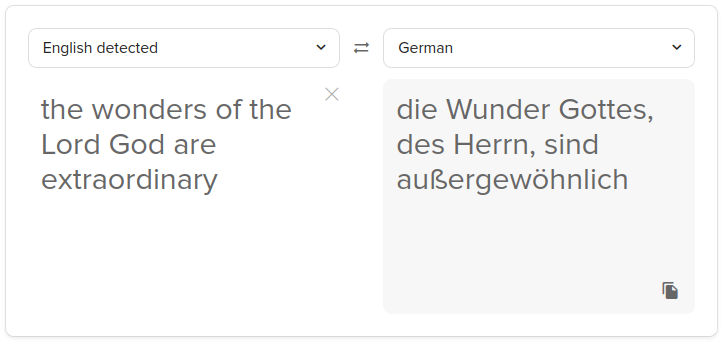 English detected
German
the wonders of the
Lord God are
extraordinary
die Wunder Gottes,
des Herrn, sind
außergewöhnlich